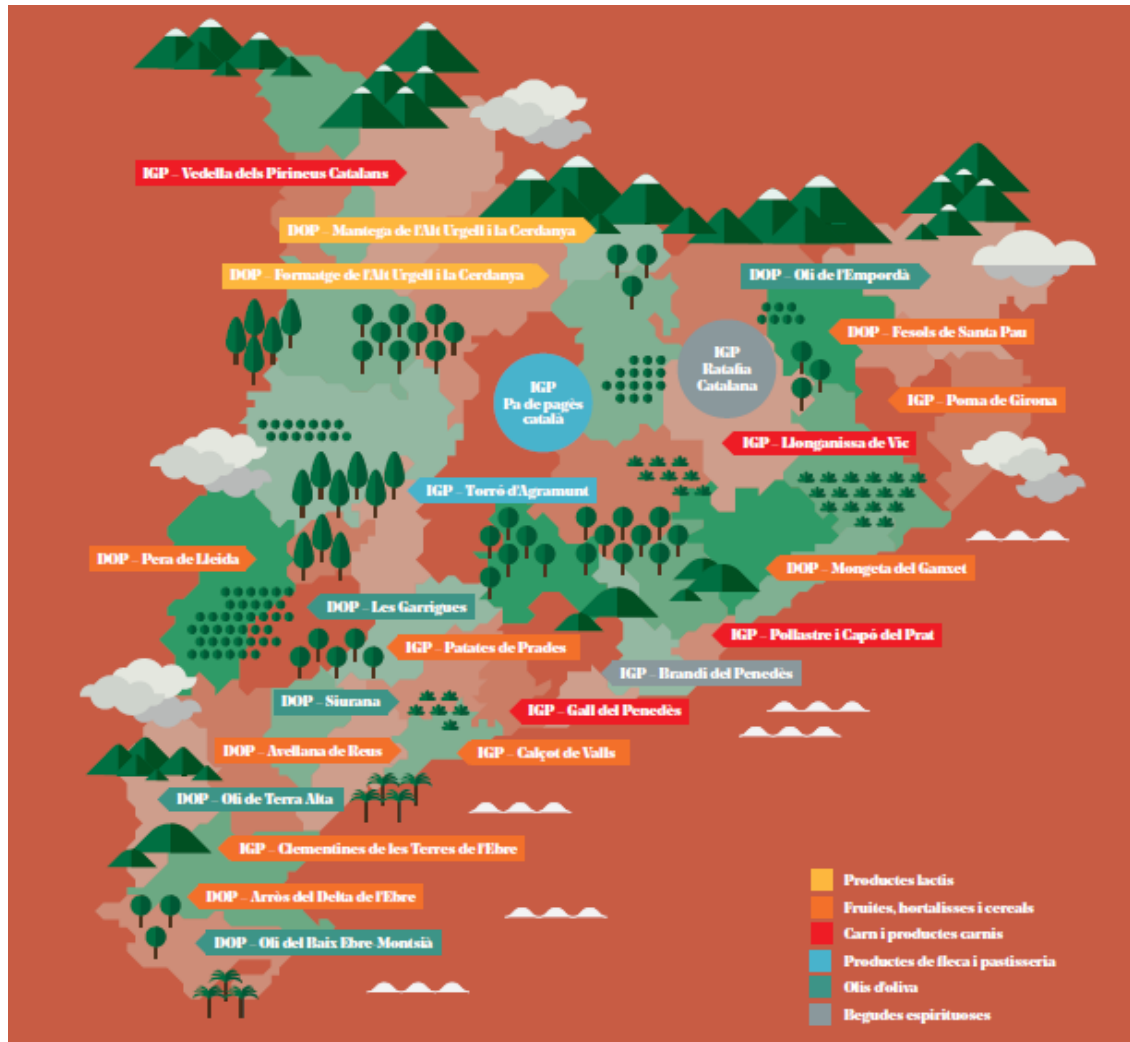 IGP – Vedella dels Pirineus Catalans
DOP – Mantega de l'Alt Urgell i la Cerdanya
DOP – Formatge de l'Alt Urgell i la Cerdanya
DOP – Oli de l'Empordà
DOP – Fesols de Santa Pau
IGP
Ratafia
Catalana
IGP
Pa de pagès
català
IGP – Poma de Girona
IGP – Llonganissa de Vic
IGP – Torró d'Agramunt
DOP – Pera de Lleida
DOP – Mongeta del Ganxet
DOP – Les Garrigues
IGP – Pollastre i Capó del Prat
IGP – Patates de Prades
IGP – Brandi del Penedès
DOP – Siurana
IGP – Gall del Penedès
DOP – Avellana de Reus
IGP – Calçot de Valls
DOP – Oli de Terra Alta
IGP – Clementines de les Terres de l'Ebre
DOP – Arròs del Delta de l'Ebre
DOP – Oli del Baix Ebre-Montsià
Productes lactis
Fruites, hortalisses i cereals
Carn i productes carnis
Productes de fleca i pastisseria
Olis d'oliva
Begudes espirituoses